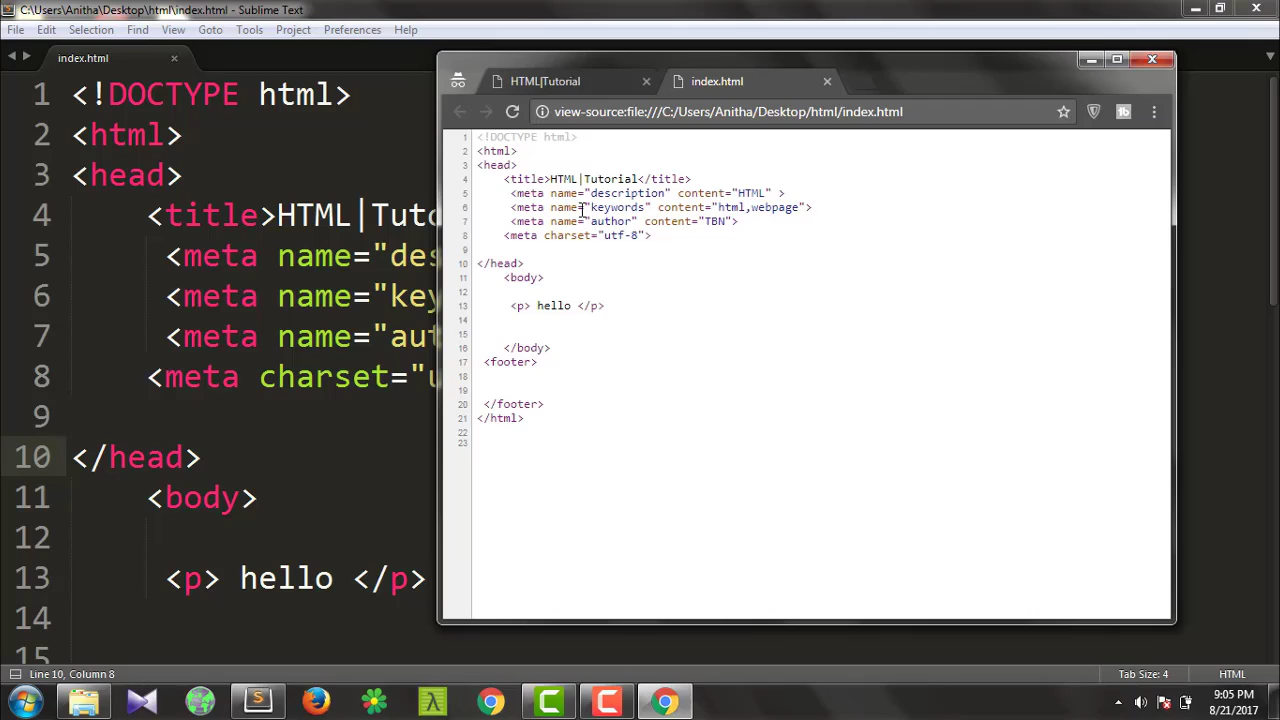 C:\Users\Anitha\Desktop\html\index.html - Sublime Text
File Edit Selection Find View Goto Tools Project Preferences Help
index.html
1 <!DOCTYPE html>
2 <html>
3 <head>
4 <title>HTML|Tuto
5 <meta name="des
6 <meta name="key
7 <meta name="aut
8 <meta charset="u
9
10 </head>
11 <body>
12
13 <p> hello </p>
14
15
HTML|Tutorial index.html
view-source:file:///C:/Users/Anitha/Desktop/html/index.html
1 <!DOCTYPE html>
2 <html>
3 <head>
4 <title>HTML|Tutorial</title>
5 <meta name="description" content="HTML" >
6 <meta name="keywords" content="html,webpage">
7 <meta name="author" content="TBN">
8 <meta charset="utf-8">
9
10 </head>
11 <body>
12
13 <p> hello </p>
14
15
16 </body>
17 <footer>
18
19
20 </footer>
21 </html>
22
23
Line 10, Column 8 Tab Size: 4 HTML
9:05 PM
8/21/2017